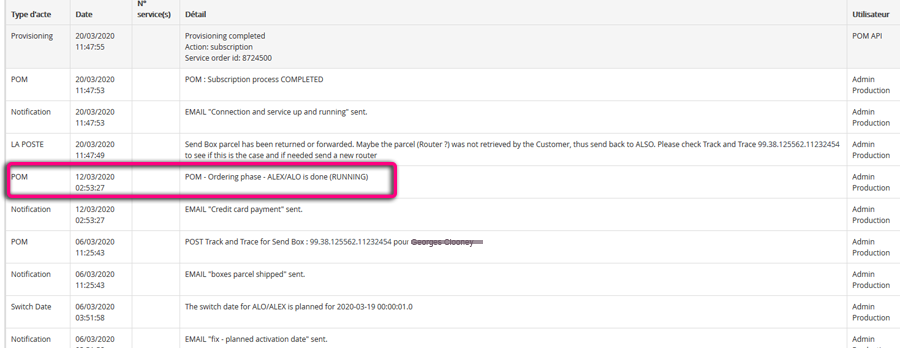 Type d'acte Date N° service(s) Détail Utilisateur
Provisioning 20/03/2020 11:47:55 Provisioning completed POM API
Action: subscription
Service order id: 8724500
POM 20/03/2020 11:47:53 POM : Subscription process COMPLETED Admin Production
Notification 20/03/2020 11:47:53 EMAIL "Connection and service up and running" sent. Admin Production
LA POSTE 20/03/2020 11:47:49 Send Box parcel has been returned or forwarded. Maybe the parcel (Router ?) was not retrieved by the Customer, thus send back to ALSO. Please check Track and Trace 99.38.125562.11232454 Admin Production
to see if this is the case and if needed send a new router
POM 12/03/2020 02:53:27 POM - Ordering phase - ALEX/ALO is done (RUNNING) Admin Production
Notification 12/03/2020 02:53:27 EMAIL "Credit card payment" sent. Admin Production
POM 06/03/2020 11:25:43 POST Track and Trace for Send Box : 99.38.125562.11232454 pour Georges Clooney Admin Production
Notification 06/03/2020 11:25:43 EMAIL "boxes parcel shipped" sent. Admin Production
Switch Date 06/03/2020 03:51:58 The switch date for ALO/ALEX is planned for 2020-03-19 00:00:01.0 Admin Production
Notification 06/03/2020 EMAIL "fix - planned activation date" sent. Admin